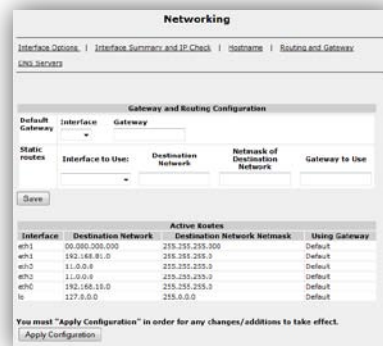 Networking
Interface Options | Interface Summary and IP Check | Hostname | Routing and Gateway
DNS Servers
Gateway and Routing Configuration
Default Gateway Interface Gateway
Static routes Interface to Use: Destination Network Netmask of Destination Network Gateway to Use
Save
Active Routes
Interface Destination Network Destination Network Netmask Using Gateway
eth1 00.000.000.000 255.255.255.000 Default
eth1 192.168.81.0 255.255.255.0 Default
11.0.0.0 255.255.255.0 Default
11.0.0.0 255.255.255.0 Default
eth0 192.168.10.0 255.255.255.0 Default
lo 127.0.0.0 255.0.0.0 Default
You must "Apply Configuration" in order for any changes/additions to take effect.
Apply Configuration